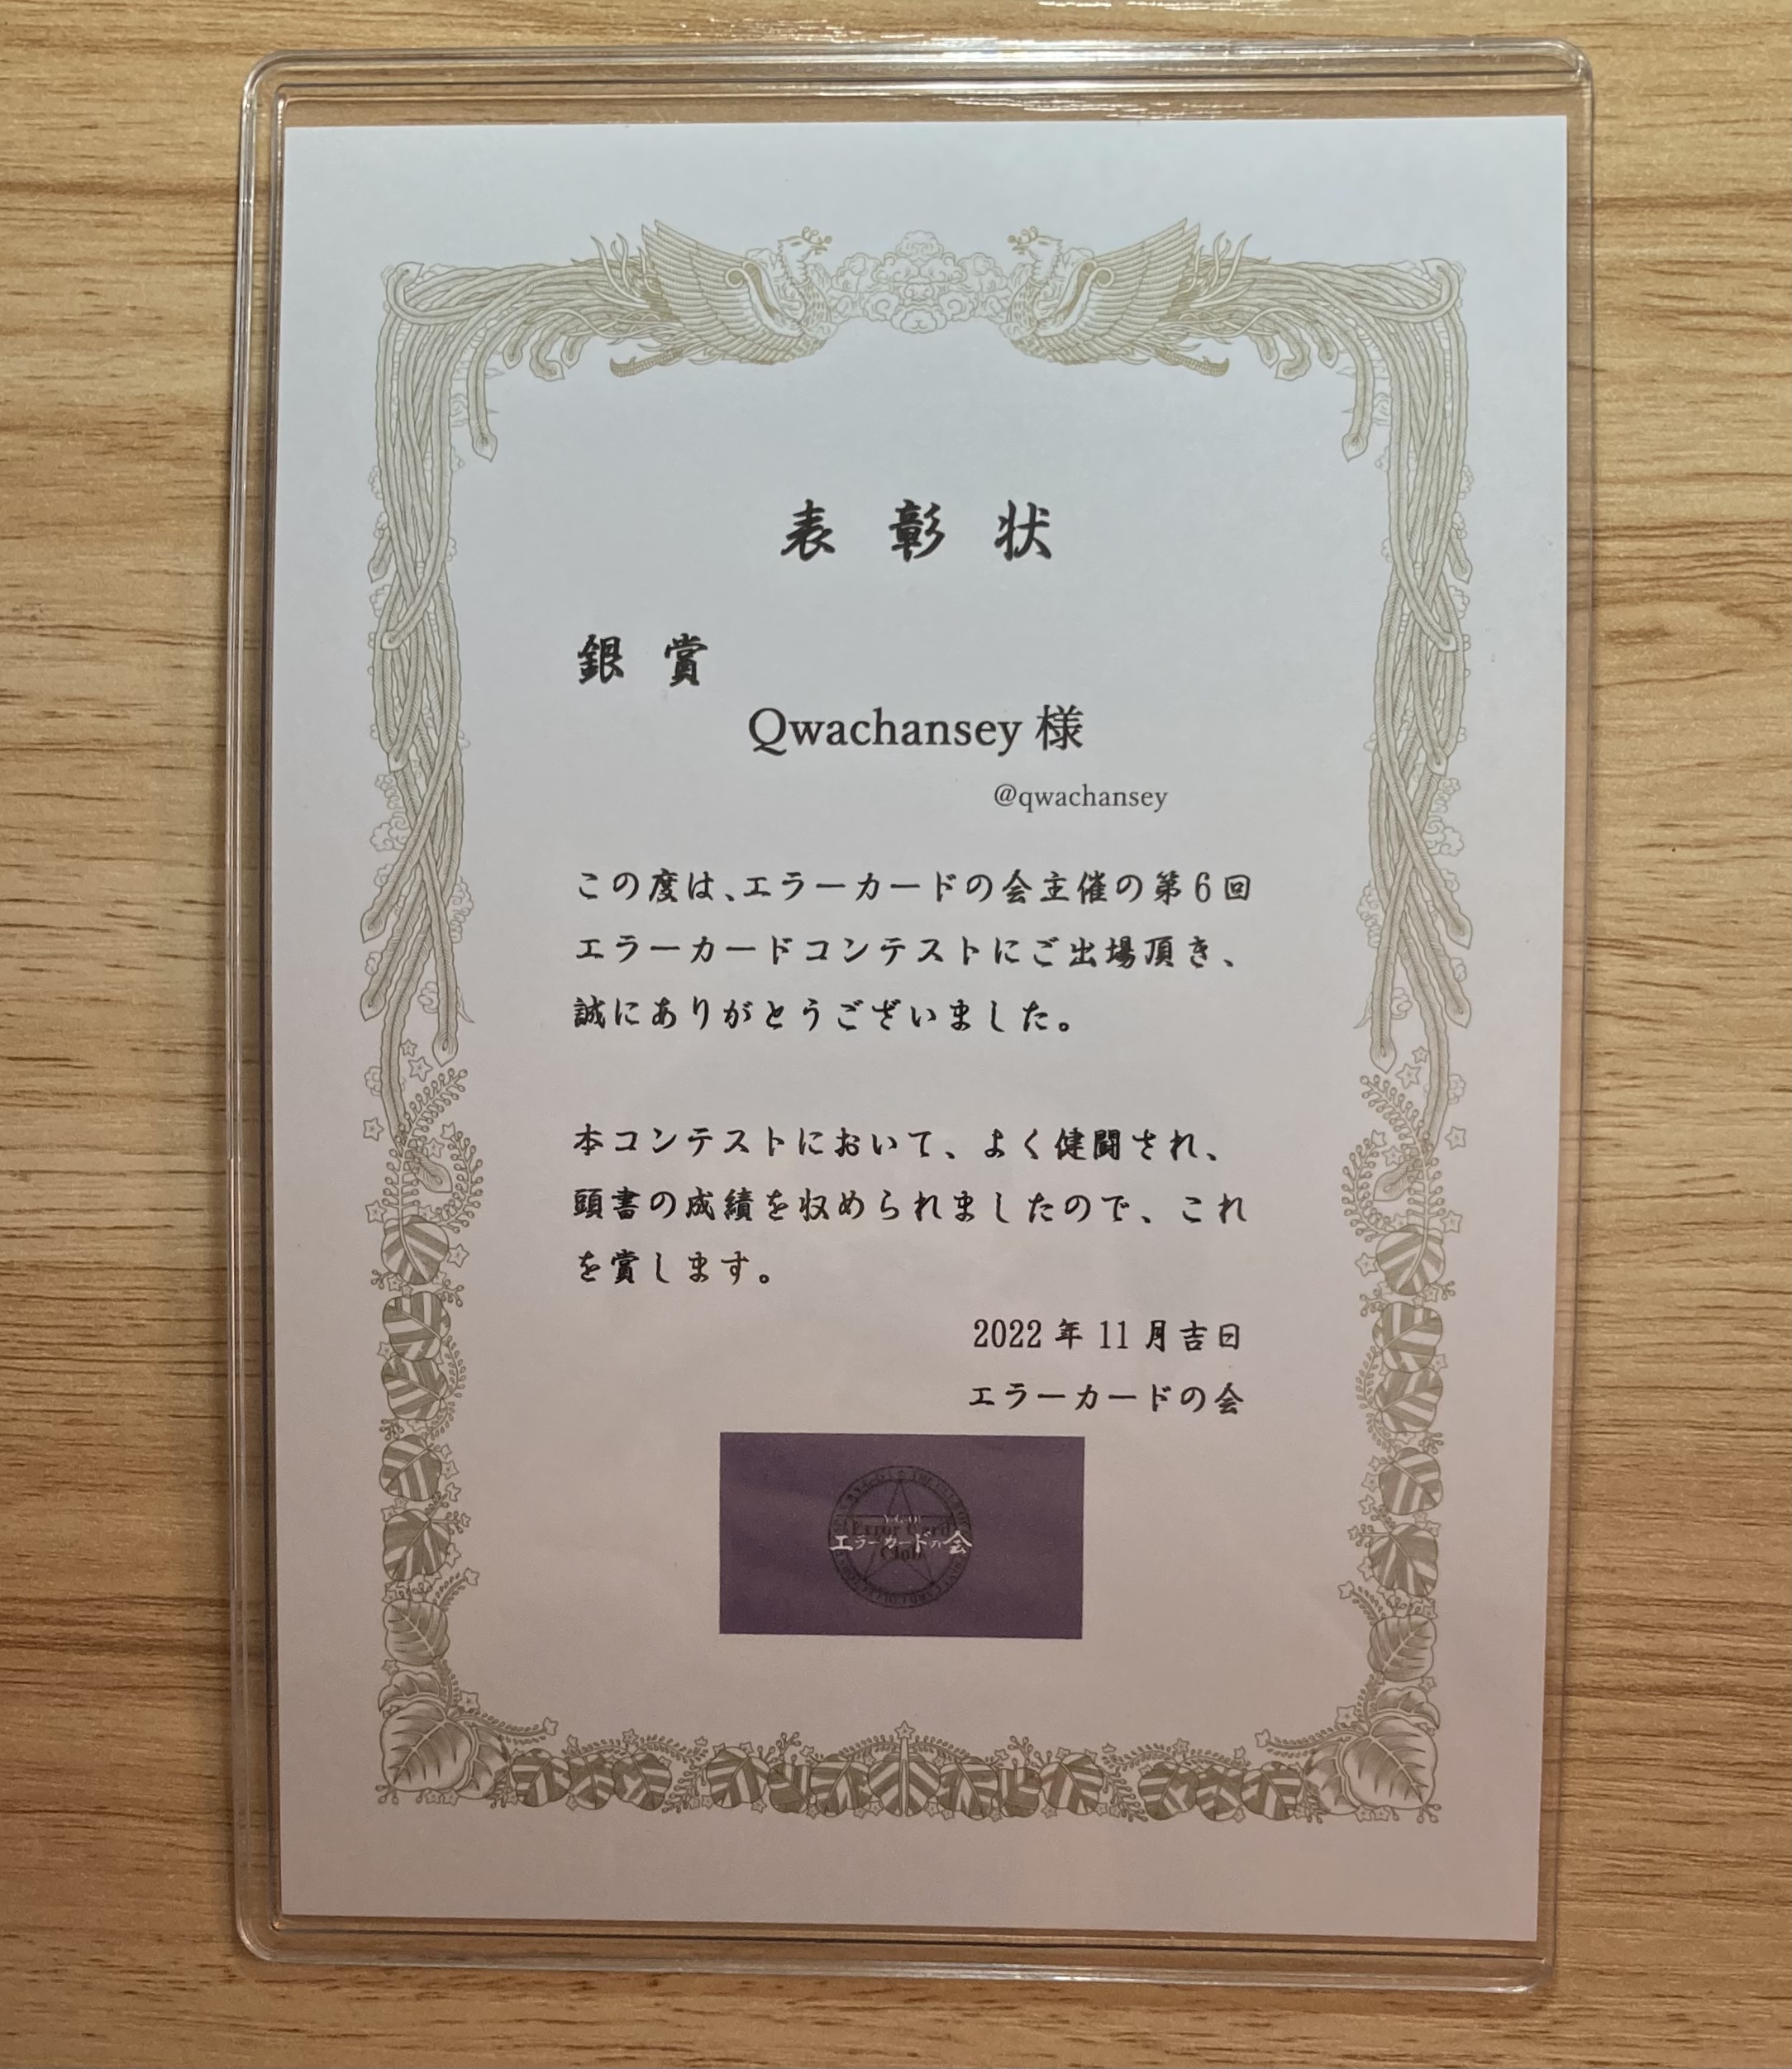 表彰状
銀賞
Qwachansey 様
@qwachansey
この度は、エラーカードの会主催の第6回
エラーカードコンテストにご出場頂き、
誠にありがとうございました。
本コンテストにおいて、よく健闘され、
頭書の成績を収められましたので、これ
を賞します。
2022年11月吉日
エラーカードの会
Error Card
エラーカードの会
Club